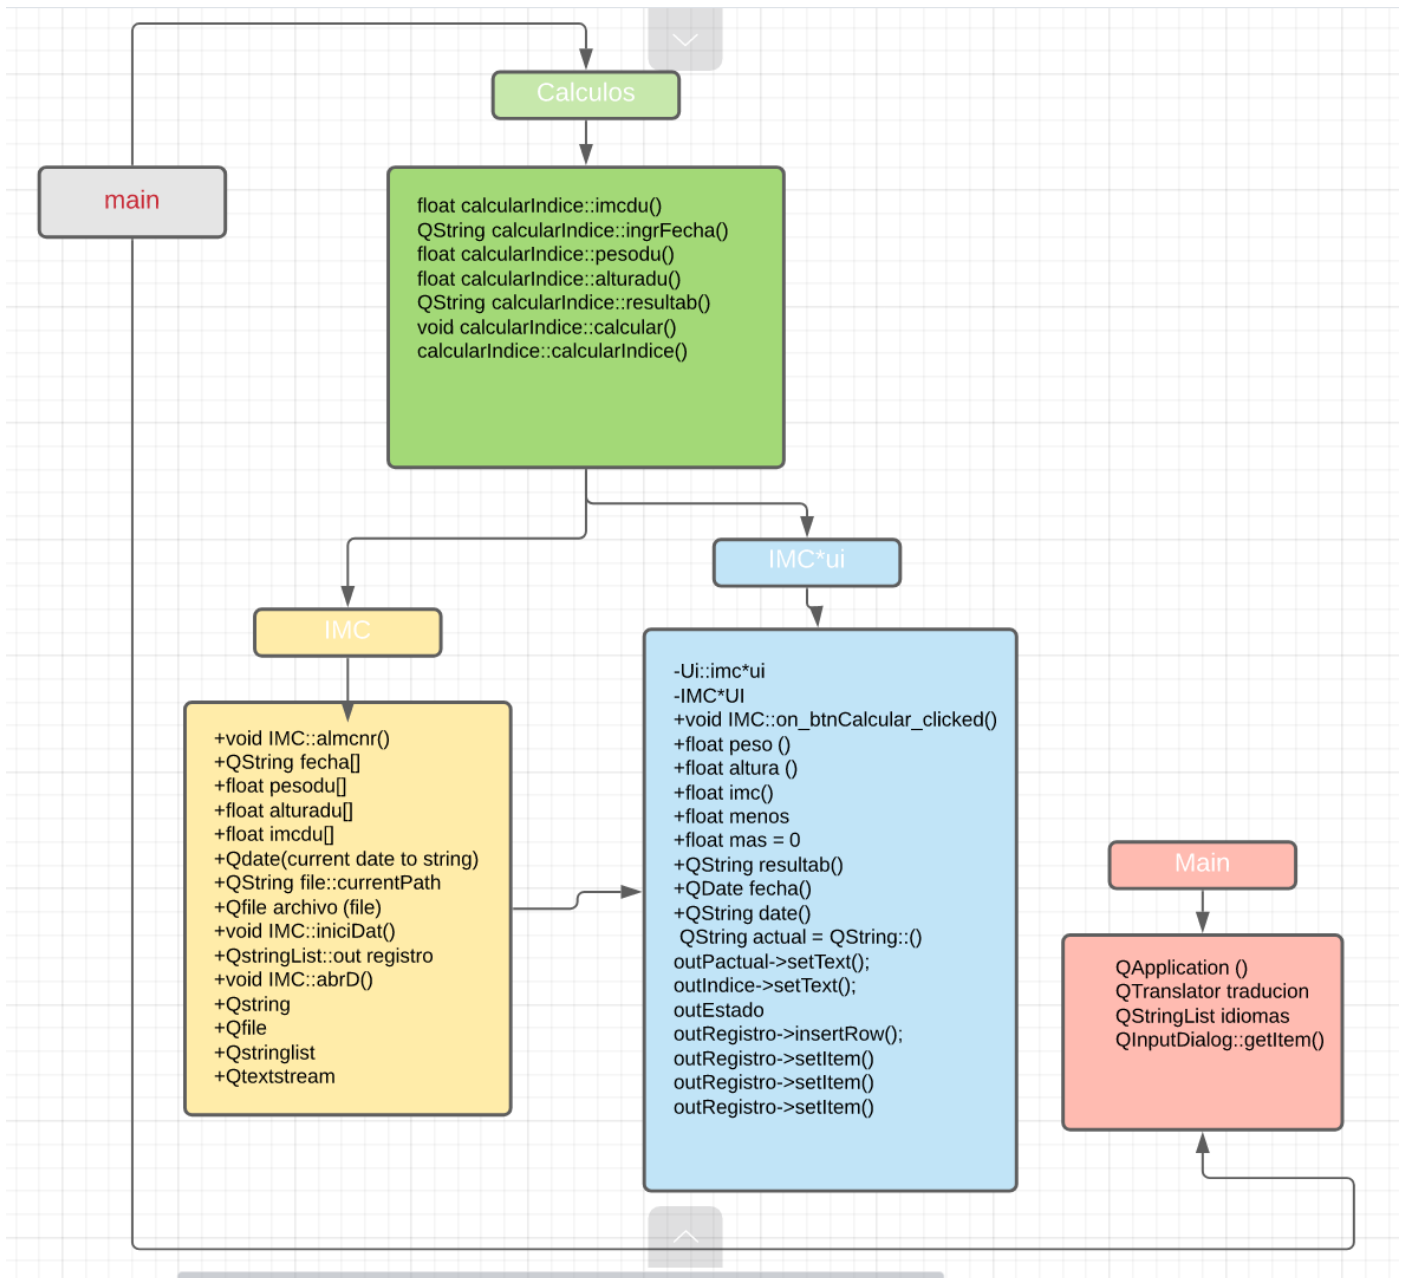 Calculos
main
float calcularIndice::imcdu()
QString calcularIndice::ingrFecha()
float calcularIndice::pesodu()
float calcularIndice::alturadu()
QString calcularIndice::resultab()
void calcularIndice::calcular()
calcularIndice::calcularIndice()
IMC*ui
IMC
-Ui::imc*ui
-IMC*UI
+void IMC::on_btnCalcular_clicked()
+float peso ()
+float altura ()
+float imc()
+float menos
+float mas = 0
+QString resultab()
+QDate fecha()
+QString date()
QString actual = QString::()
outPactual->setText();
outIndice->setText();
outEstado
outRegistro->insertRow();
outRegistro->setItem()
outRegistro->setItem()
outRegistro->setItem()
+void IMC::almcnr()
+QString fecha[]
+float pesodu[]
+float alturadu[]
+float imcdu[]
+Qdate(current date to string)
+QString file::currentPath
+Qfile archivo (file)
+void IMC::iniciDat()
+QstringList::out registro
+void IMC::abrD()
+Qstring
+Qfile
+Qstringlist
+Qtextstream
Main
QApplication ()
QTranslator traducion
QStringList idiomas
QInputDialog::getItem()